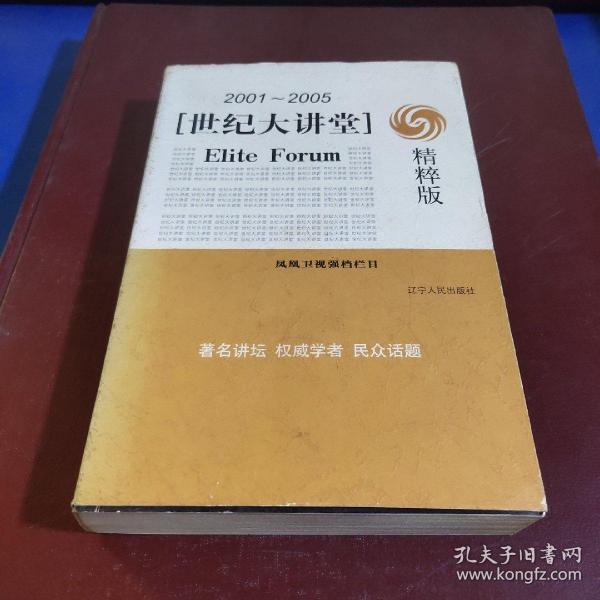 2001～2005
[世纪大讲堂]
Elite Forum
精粹版
凤凰卫视强档栏目
辽宁人民出版社
著名讲坛 权威学者 民众话题
孔夫子旧书网
www.kongfz.com